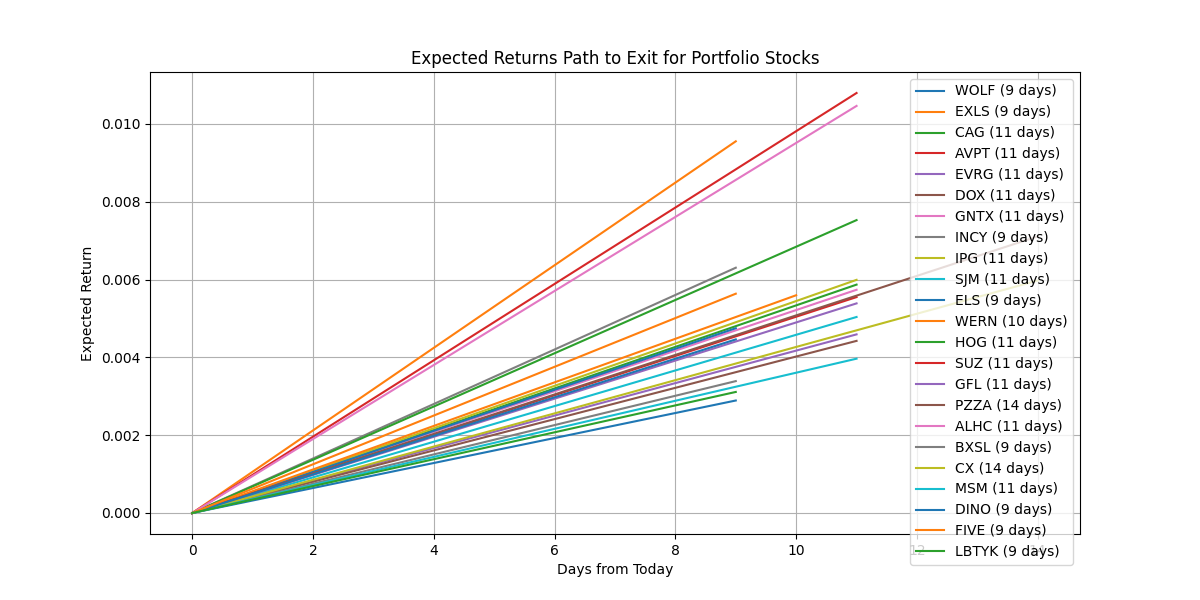 Expected Returns Path to Exit for Portfolio Stocks
Expected Return
0.010
0.008
0.006
0.004
0.002
0.000
0
2
4
6
8
10
12
14
Days from Today
WOLF (9 days)
EXLS (9 days)
CAG (11 days)
AVPT (11 days)
EVRG (11 days)
DOX (11 days)
GNTX (11 days)
INCY (9 days)
IPG (11 days)
SJM (11 days)
ELS (9 days)
WERN (10 days)
HOG (11 days)
SUZ (11 days)
GFL (11 days)
PZZA (14 days)
ALHC (11 days)
BXSL (9 days)
CX (14 days)
MSM (11 days)
DINO (9 days)
FIVE (9 days)
LBTYK (9 days)